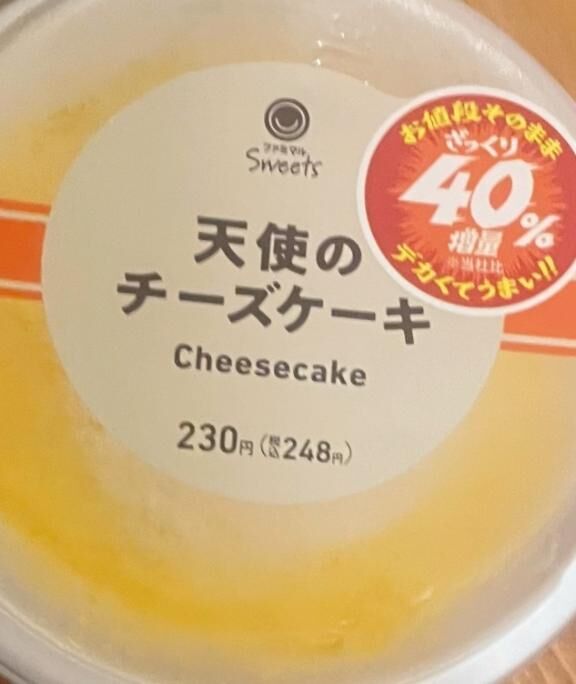 ファミマル
Sweets
天使の
チーズケーキ
Cheesecake
230円(税込248円)
お値段そのまま
ざっくり
40%
増量
※当社比
デカくてうまい!!